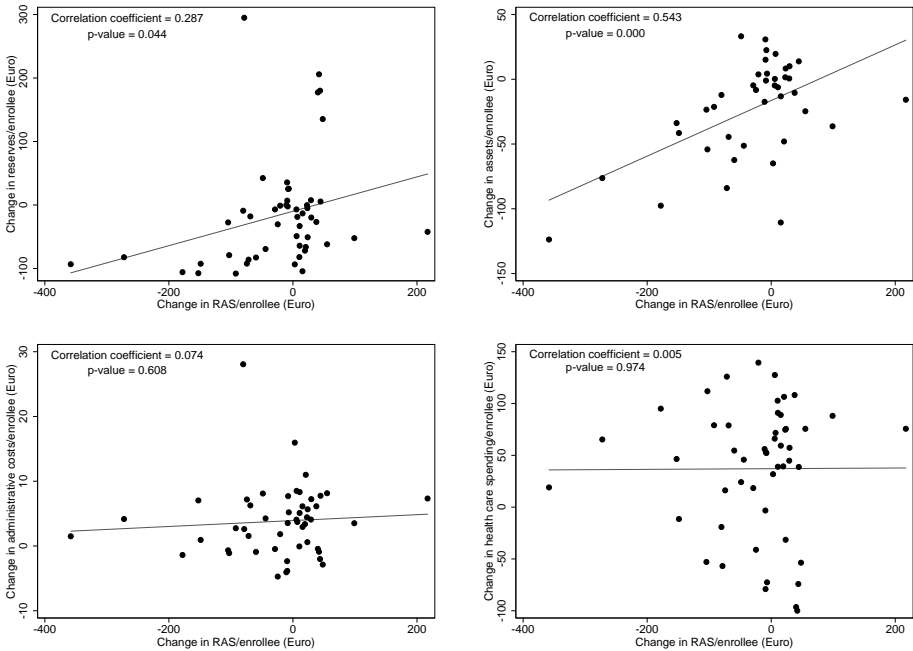 Correlation coefficient = 0.287
p-value = 0.044
Change in reserves/enrollee (Euro)
300
200
100
0
-100
-400
-200
0
200
Change in RAS/enrollee (Euro)
Correlation coefficient = 0.543
p-value = 0.000
Change in assets/enrollee (Euro)
50
0
-50
-100
-150
-400
-200
0
200
Change in RAS/enrollee (Euro)
Correlation coefficient = 0.074
p-value = 0.608
Change in administrative costs/enrollee (Euro)
30
20
10
0
-10
-400
-200
0
200
Change in RAS/enrollee (Euro)
Correlation coefficient = 0.005
p-value = 0.974
Change in health care spending/enrollee (Euro)
150
100
50
0
-50
-100
-400
-200
0
200
Change in RAS/enrollee (Euro)